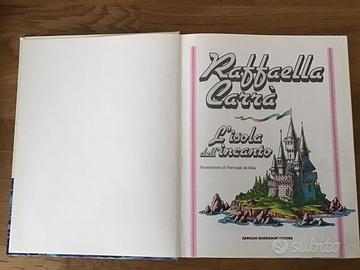 Raffaella
Carrà
L'isola
dell'incanto
Illustrazioni di Pierluigi de Mas
ARNOLDO MONDADORI EDITORE
subito